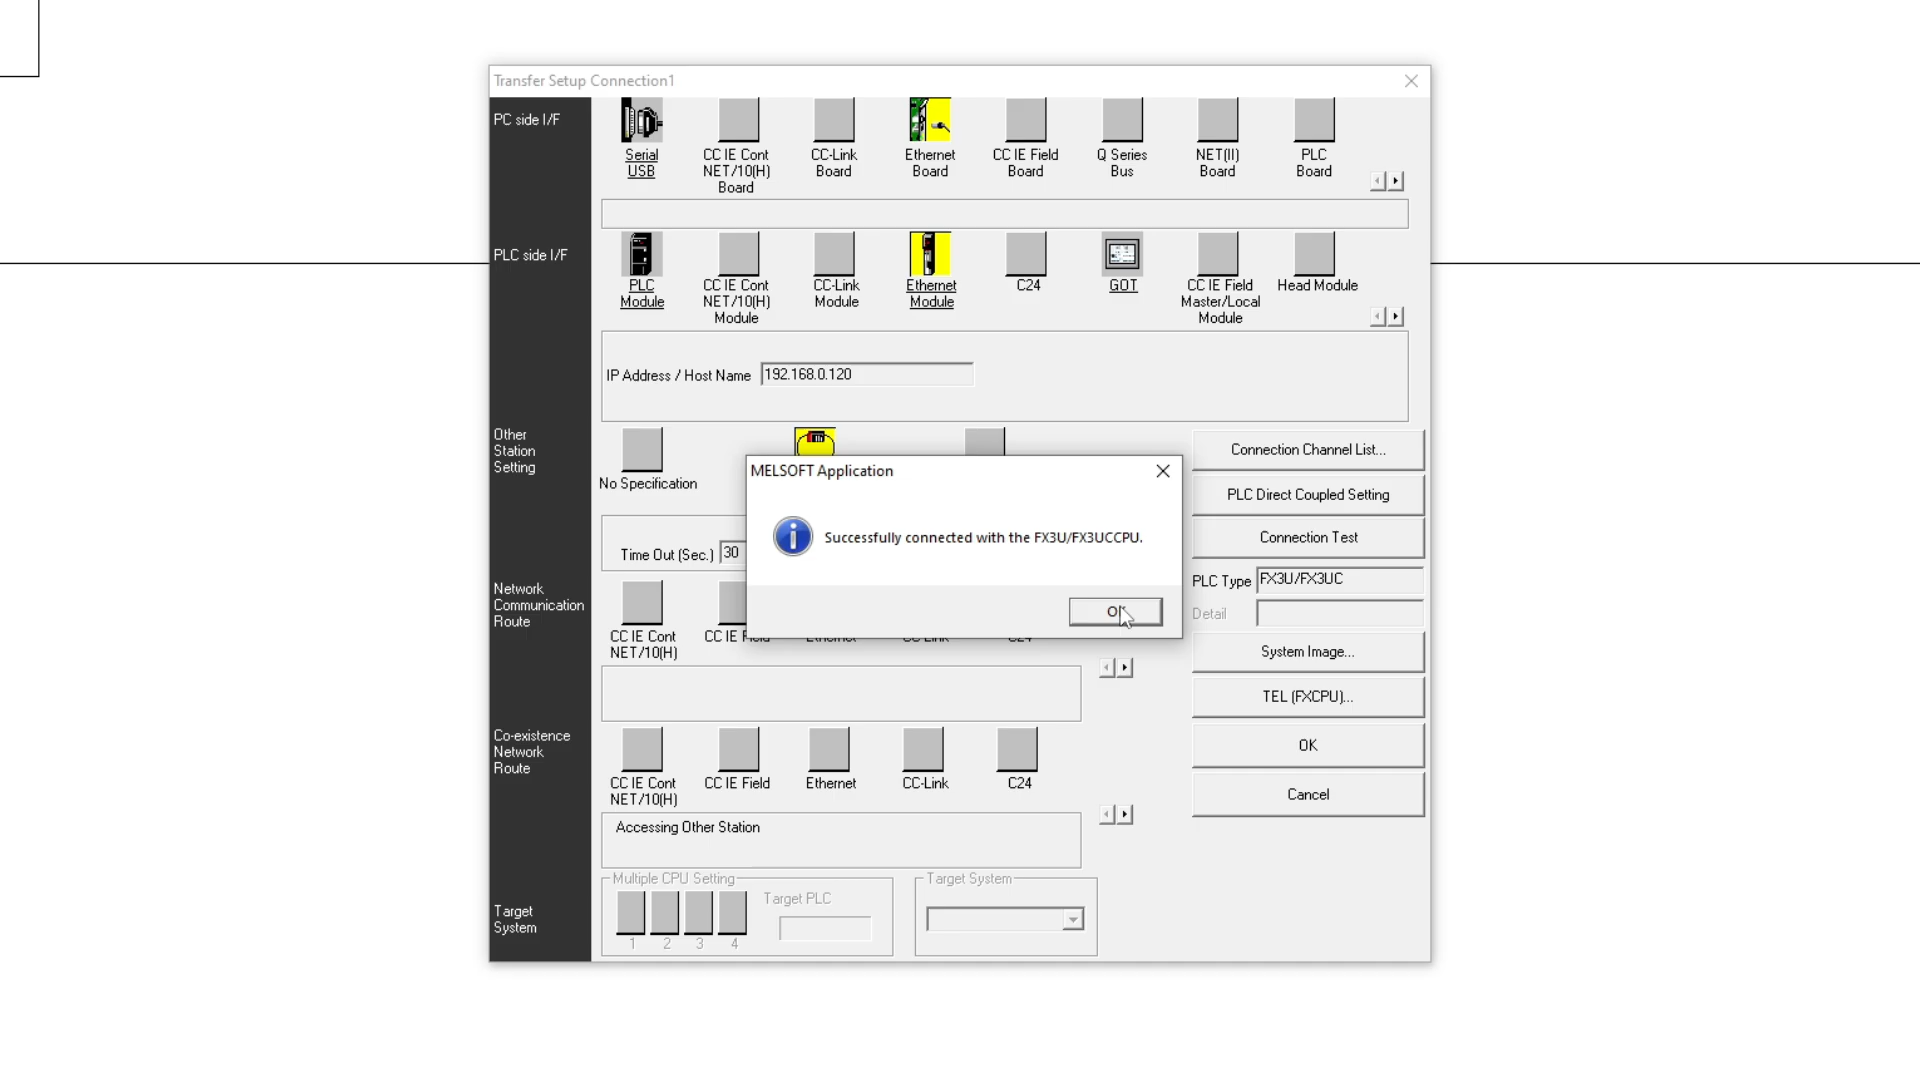 Transfer Setup Connection1
PC side I/F
Serial
USB
CC IE Cont
NET/10(H)
Board
CC-Link
Board
Ethernet
Board
CC IE Field
Board
Q Series
Bus
NET(II)
Board
PLC
Board
PLC side I/F
PLC
Module
CC IE Cont
NET/10(H)
Module
CC-Link
Module
Ethernet
Module
C24
GOT
CC IE Field
Master/Local
Module
Head Module
IP Address / Host Name
192.168.0.120
Other
Station
Setting
No Specification
Time Out (Sec.)
30
MELSOFT Application
Successfully connected with the FX3U/FX3UCCPU.
Connection Channel List...
PLC Direct Coupled Setting
Connection Test
PLC Type
FX3U/FX3UC
Detail
System Image...
TEL (FXCPU)...
OK
Cancel
Network
Communication
Route
CC IE Cont
NET/10(H)
CC IE
Co-existence
Network
Route
CC IE Cont
NET/10(H)
CC IE Field
Ethernet
CC-Link
C24
Accessing Other Station
Target
System
Multiple CPU Setting
1
2
3
4
Target PLC
Target System